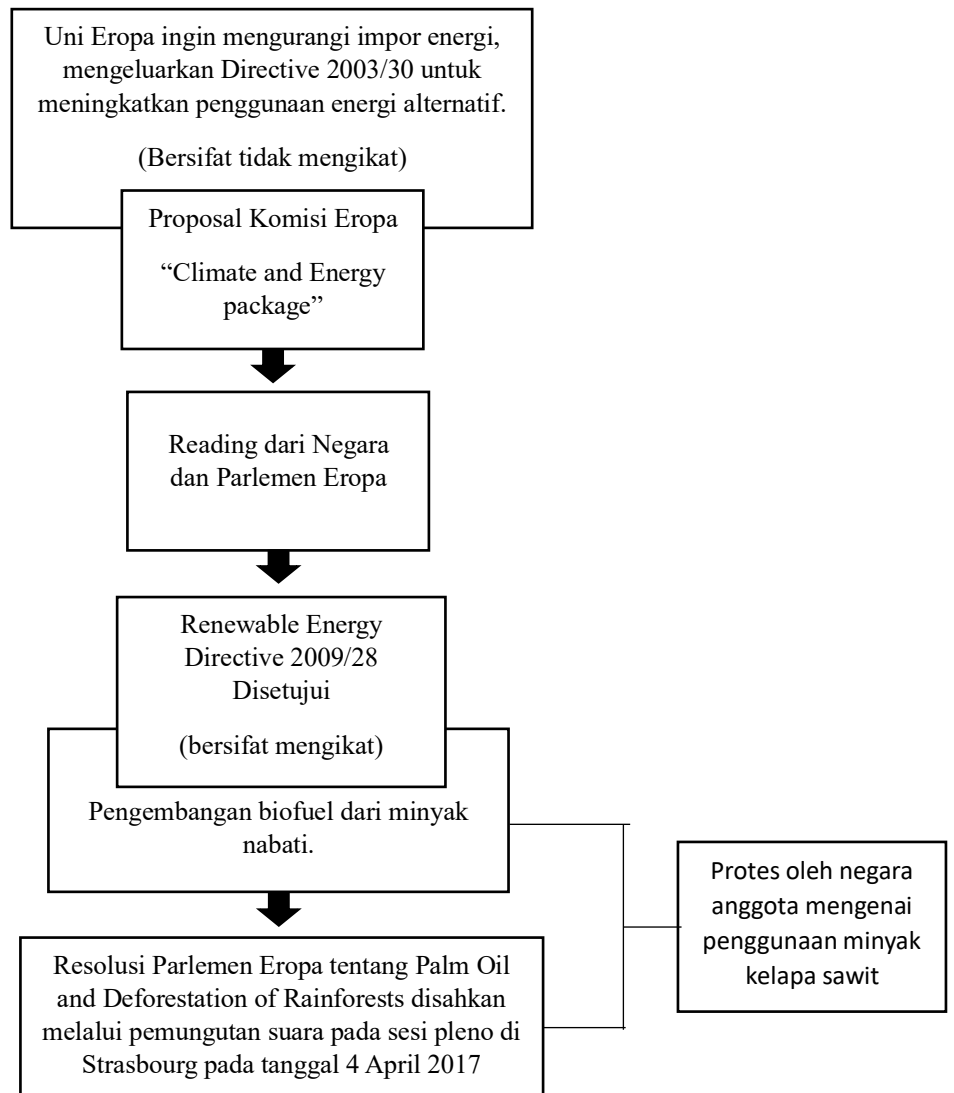 Uni Eropa ingin mengurangi impor energi,
mengeluarkan Directive 2003/30 untuk
meningkatkan penggunaan energi alternatif.
(Bersifat tidak mengikat)
Proposal Komisi Eropa
“Climate and Energy
package”
Reading dari Negara
dan Parlemen Eropa
Renewable Energy
Directive 2009/28
Disetujui
(bersifat mengikat)
Pengembangan biofuel dari minyak
nabati.
Protes oleh negara
anggota mengenai
penggunaan minyak
kelapa sawit
Resolusi Parlemen Eropa tentang Palm Oil
and Deforestation of Rainforests disahkan
melalui pemungutan suara pada sesi pleno di
Strasbourg pada tanggal 4 April 2017